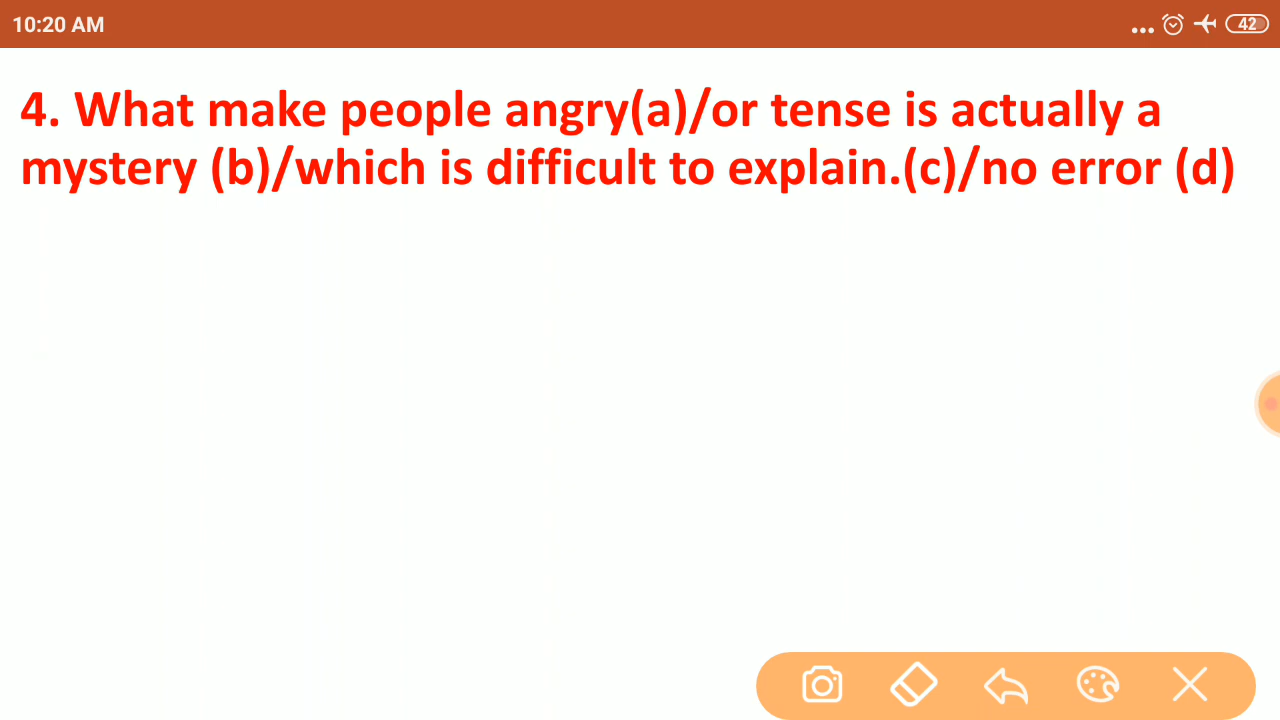 10:20 AM
42
4. What make people angry(a)/or tense is actually a
mystery (b)/which is difficult to explain.(c)/no error (d)